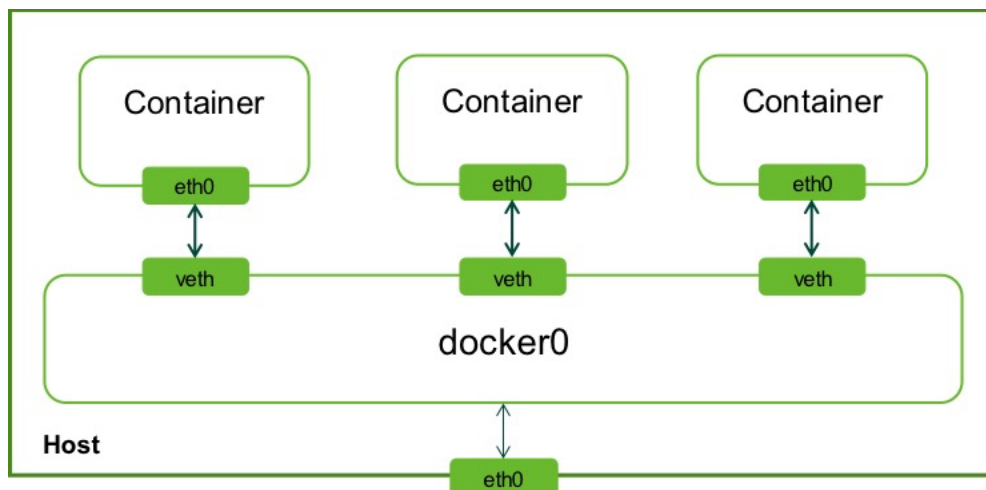 Container
Container
Container
eth0
eth0
eth0
veth
veth
veth
docker0
Host
eth0